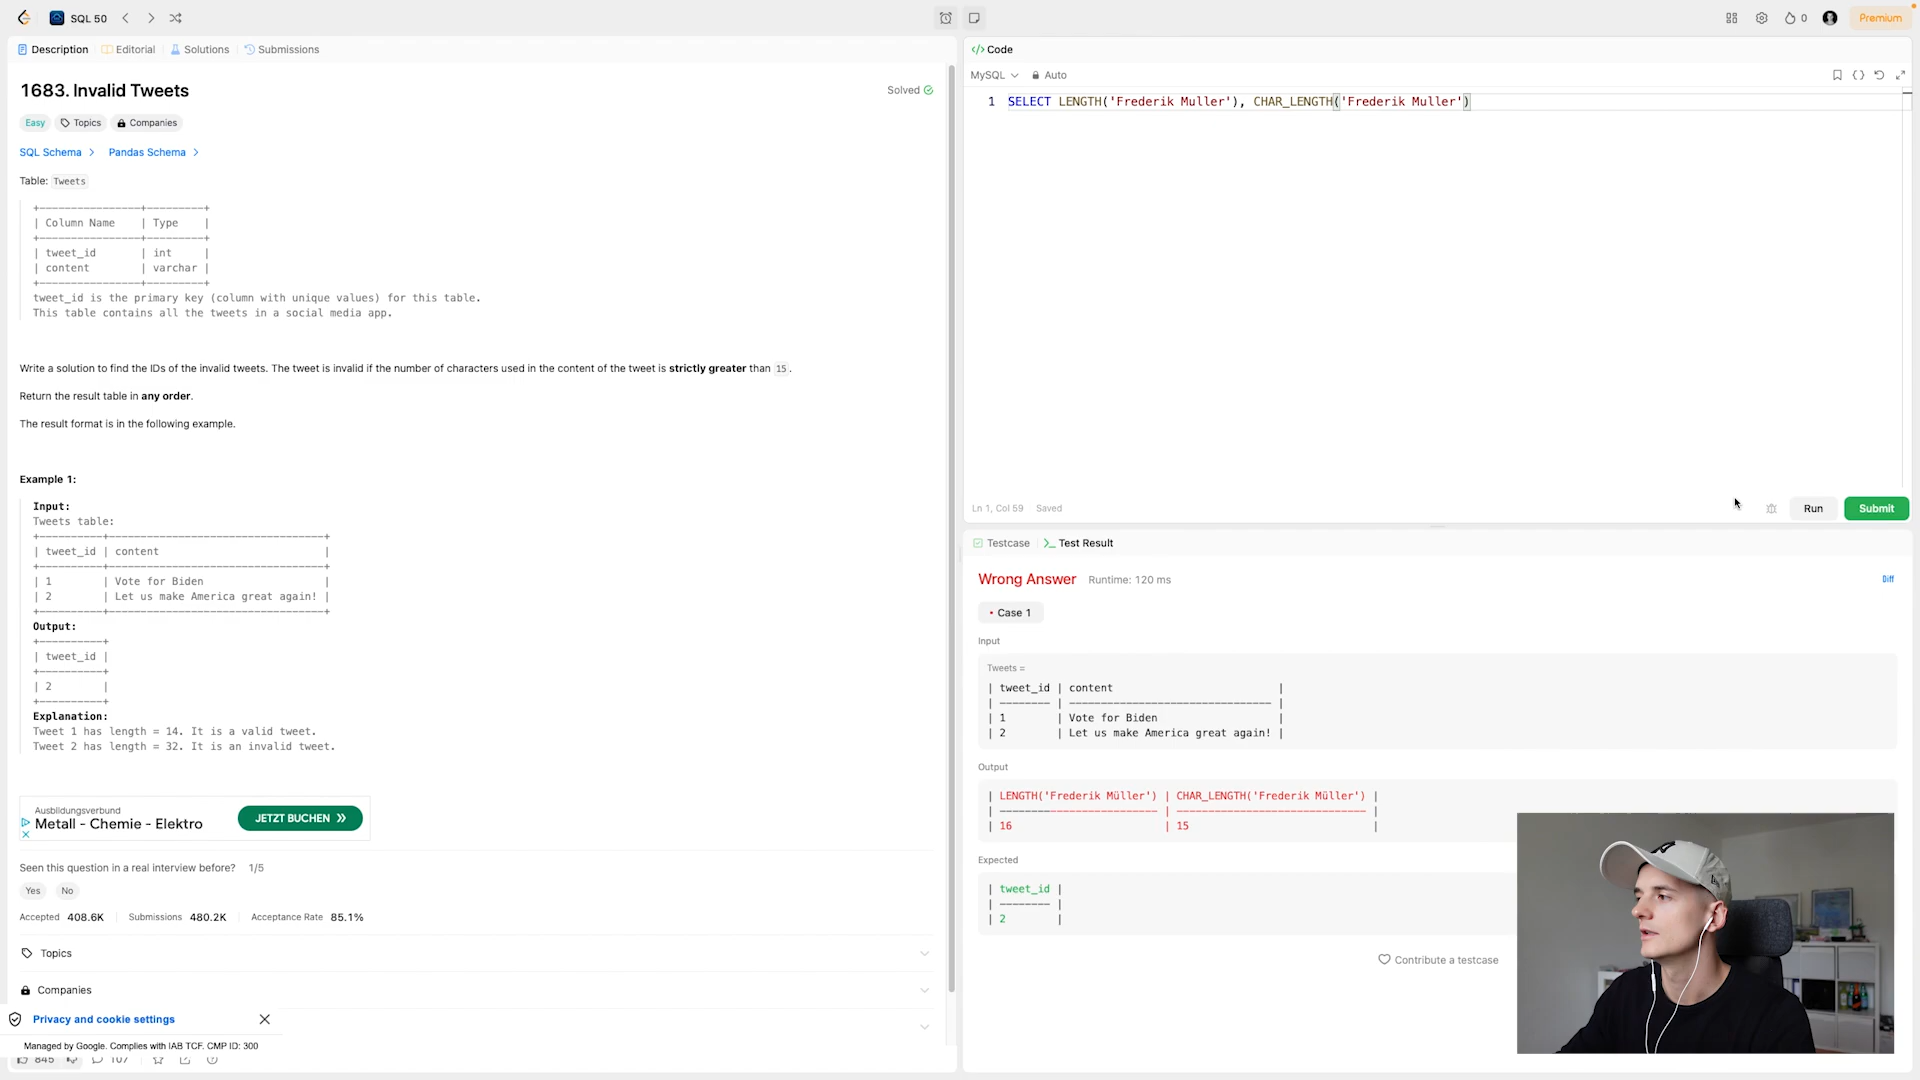 SQL 50
0
Premium
Description
Editorial
Solutions
Submissions
1683. Invalid Tweets
Solved
Easy
Topics
Companies
SQL Schema
Pandas Schema
Table: Tweets
+----------------+---------+
| Column Name | Type |
+----------------+---------+
| tweet_id | int |
| content | varchar |
+----------------+---------+
tweet_id is the primary key (column with unique values) for this table.
This table contains all the tweets in a social media app.
Write a solution to find the IDs of the invalid tweets. The tweet is invalid if the number of characters used in the content of the tweet is strictly greater than 15.
Return the result table in any order.
The result format is in the following example.
Example 1:
Input:
Tweets table:
+----------+-----------------------------------+
| tweet_id | content |
+----------+-----------------------------------+
| 1 | Vote for Biden |
| 2 | Let us make America great again! |
+----------+-----------------------------------+
Output:
+----------+
| tweet_id |
+----------+
| 2 |
+----------+
Explanation:
Tweet 1 has length = 14. It is a valid tweet.
Tweet 2 has length = 32. It is an invalid tweet.
Ausbildungsverbund
Metall - Chemie - Elektro
JETZT BUCHEN
Seen this question in a real interview before? 1/5
Yes
No
Accepted 408.6K
Submissions 480.2K
Acceptance Rate 85.1%
Topics
Companies
Privacy and cookie settings
Managed by Google. Complies with IAB TCF. CMP ID: 300
845
107
Code
MySQL
Auto
1 SELECT LENGTH('Frederik Muller'), CHAR_LENGTH('Frederik Muller')
Ln 1, Col 59
Saved
Run
Submit
Testcase
Test Result
Wrong Answer
Runtime: 120 ms
Diff
Case 1
Input
Tweets =
| tweet_id | content |
| -------- | -------------------------------- |
| 1 | Vote for Biden |
| 2 | Let us make America great again! |
Output
| LENGTH('Frederik Müller') | CHAR_LENGTH('Frederik Müller') |
| ------------------------- | ------------------------------ |
| 16 | 15 |
Expected
| tweet_id |
| -------- |
| 2 |
Contribute a testcase